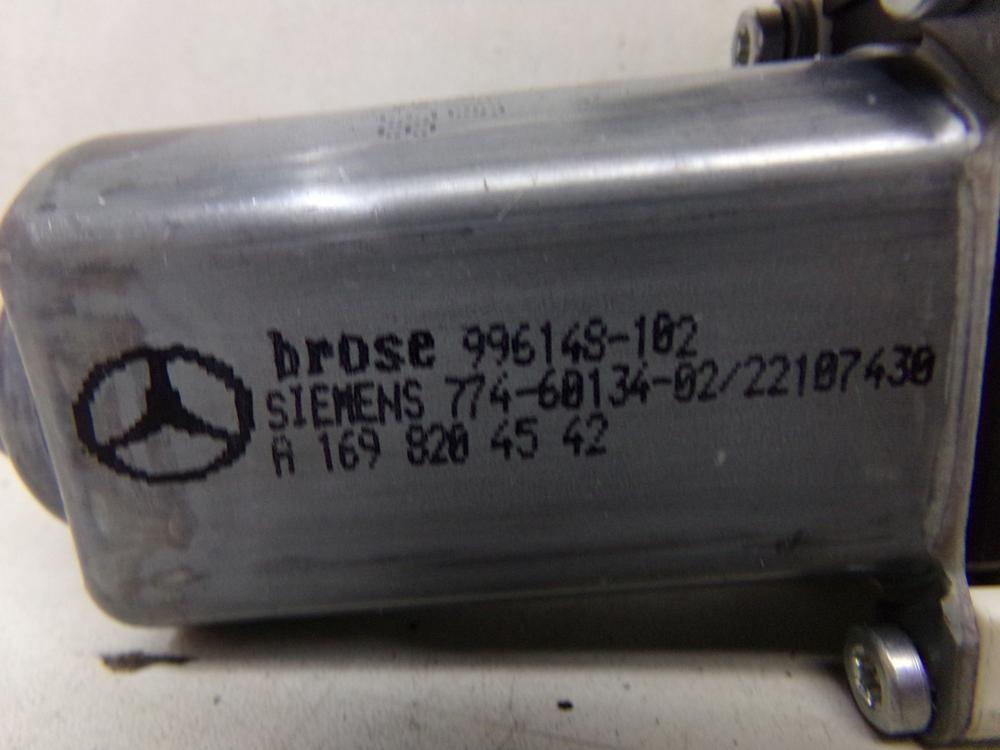 brose 996148-102
SIEMENS 774-60134-02/22107430
A 169 820 45 42